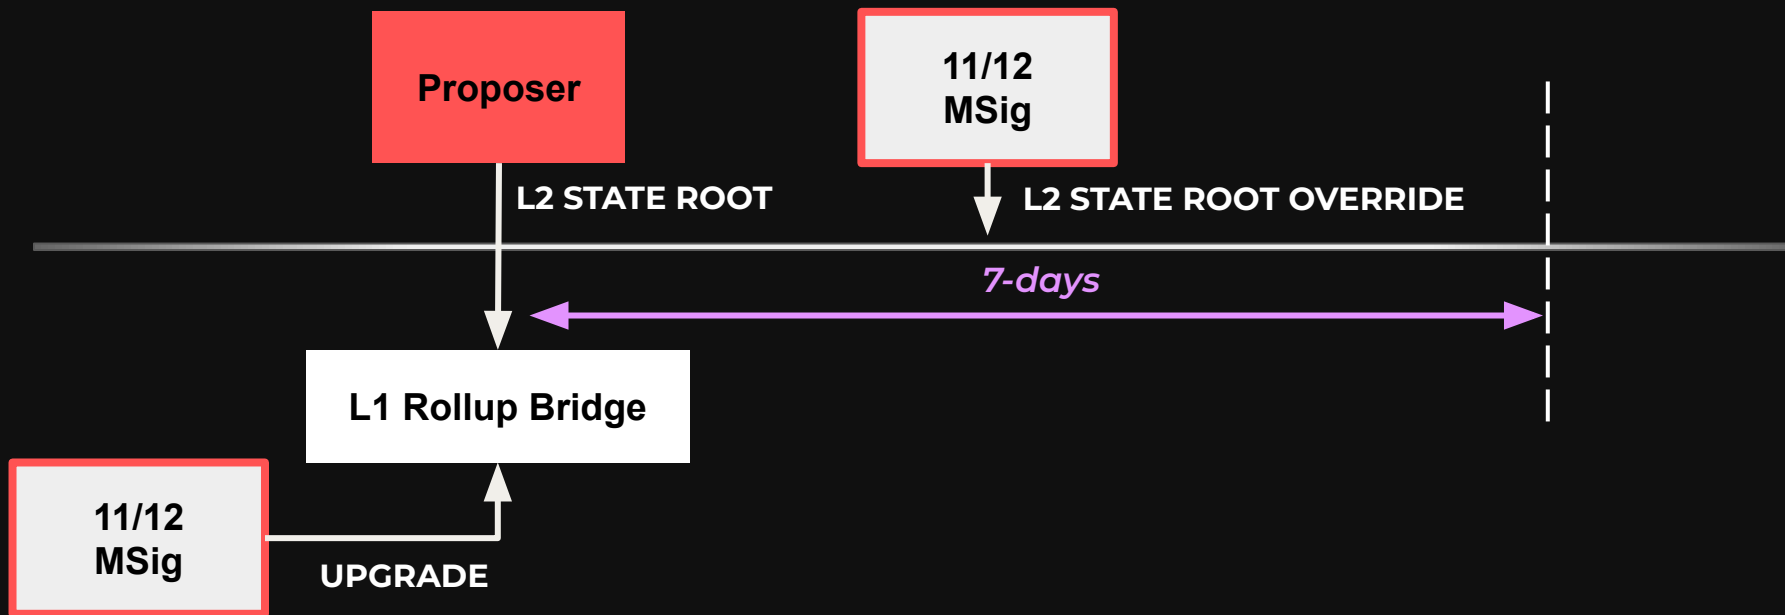 Proposer
11/12
MSig
L2 STATE ROOT
L2 STATE ROOT OVERRIDE
7-days
L1 Rollup Bridge
11/12
MSig
UPGRADE